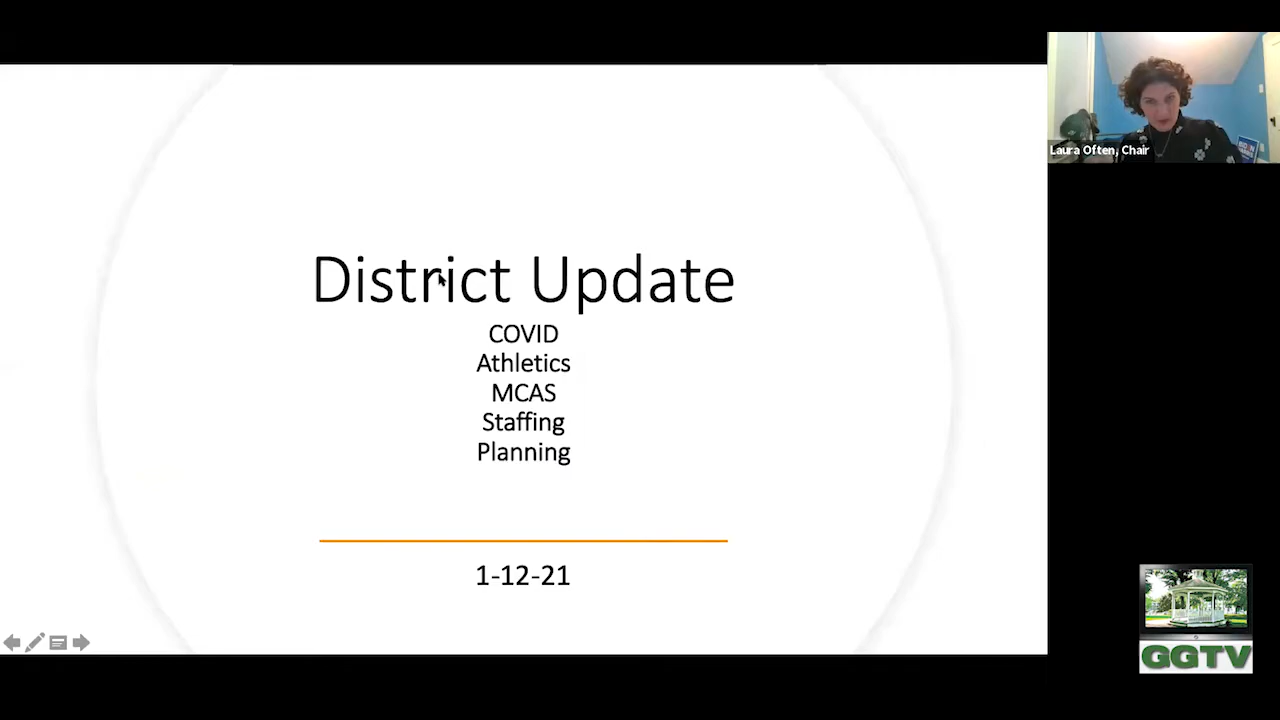 District Update
COVID
Athletics
MCAS
Staffing
Planning
1-12-21
Laura Often, Chair
GGTV